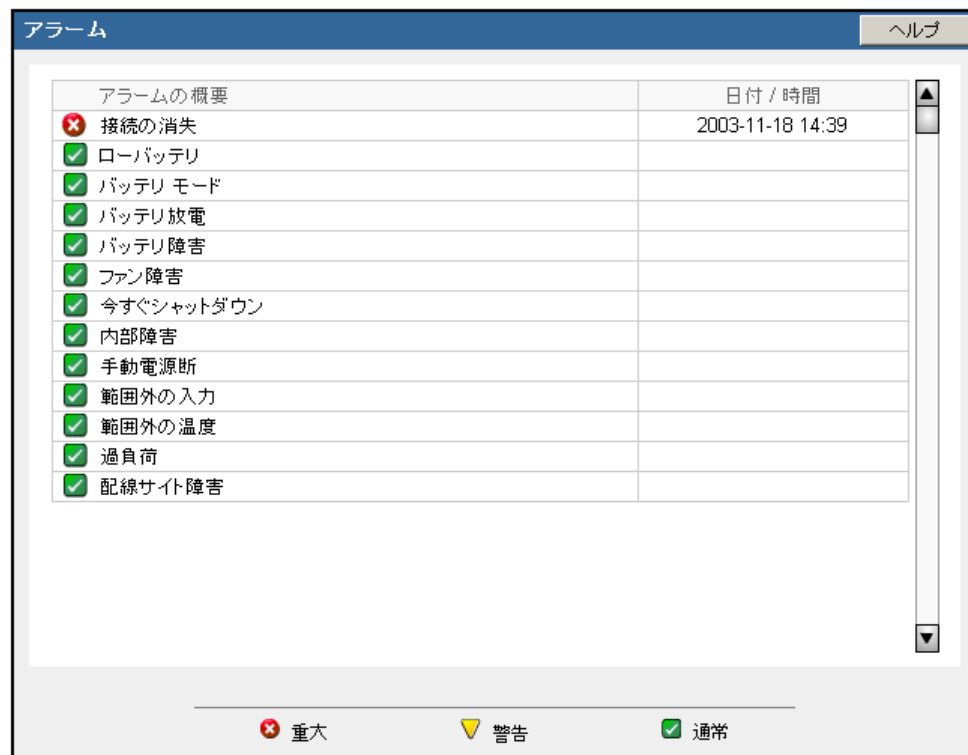 アラーム
ヘルプ
アラームの概要 日付 / 時間
接続の消失 2003-11-18 14:39
ローバッテリ
バッテリ モード
バッテリ放電
バッテリ障害
ファン障害
今すぐシャットダウン
内部障害
手動電源断
範囲外の入力
範囲外の温度
過負荷
配線サイト障害
重大 警告 通常